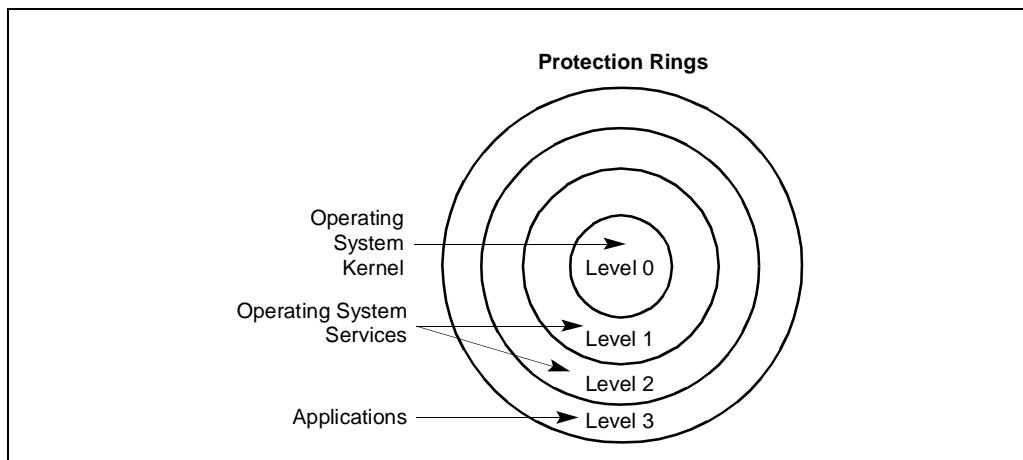 Protection Rings
Operating
System
Kernel
Level 0
Operating System
Services
Level 1
Level 2
Applications
Level 3